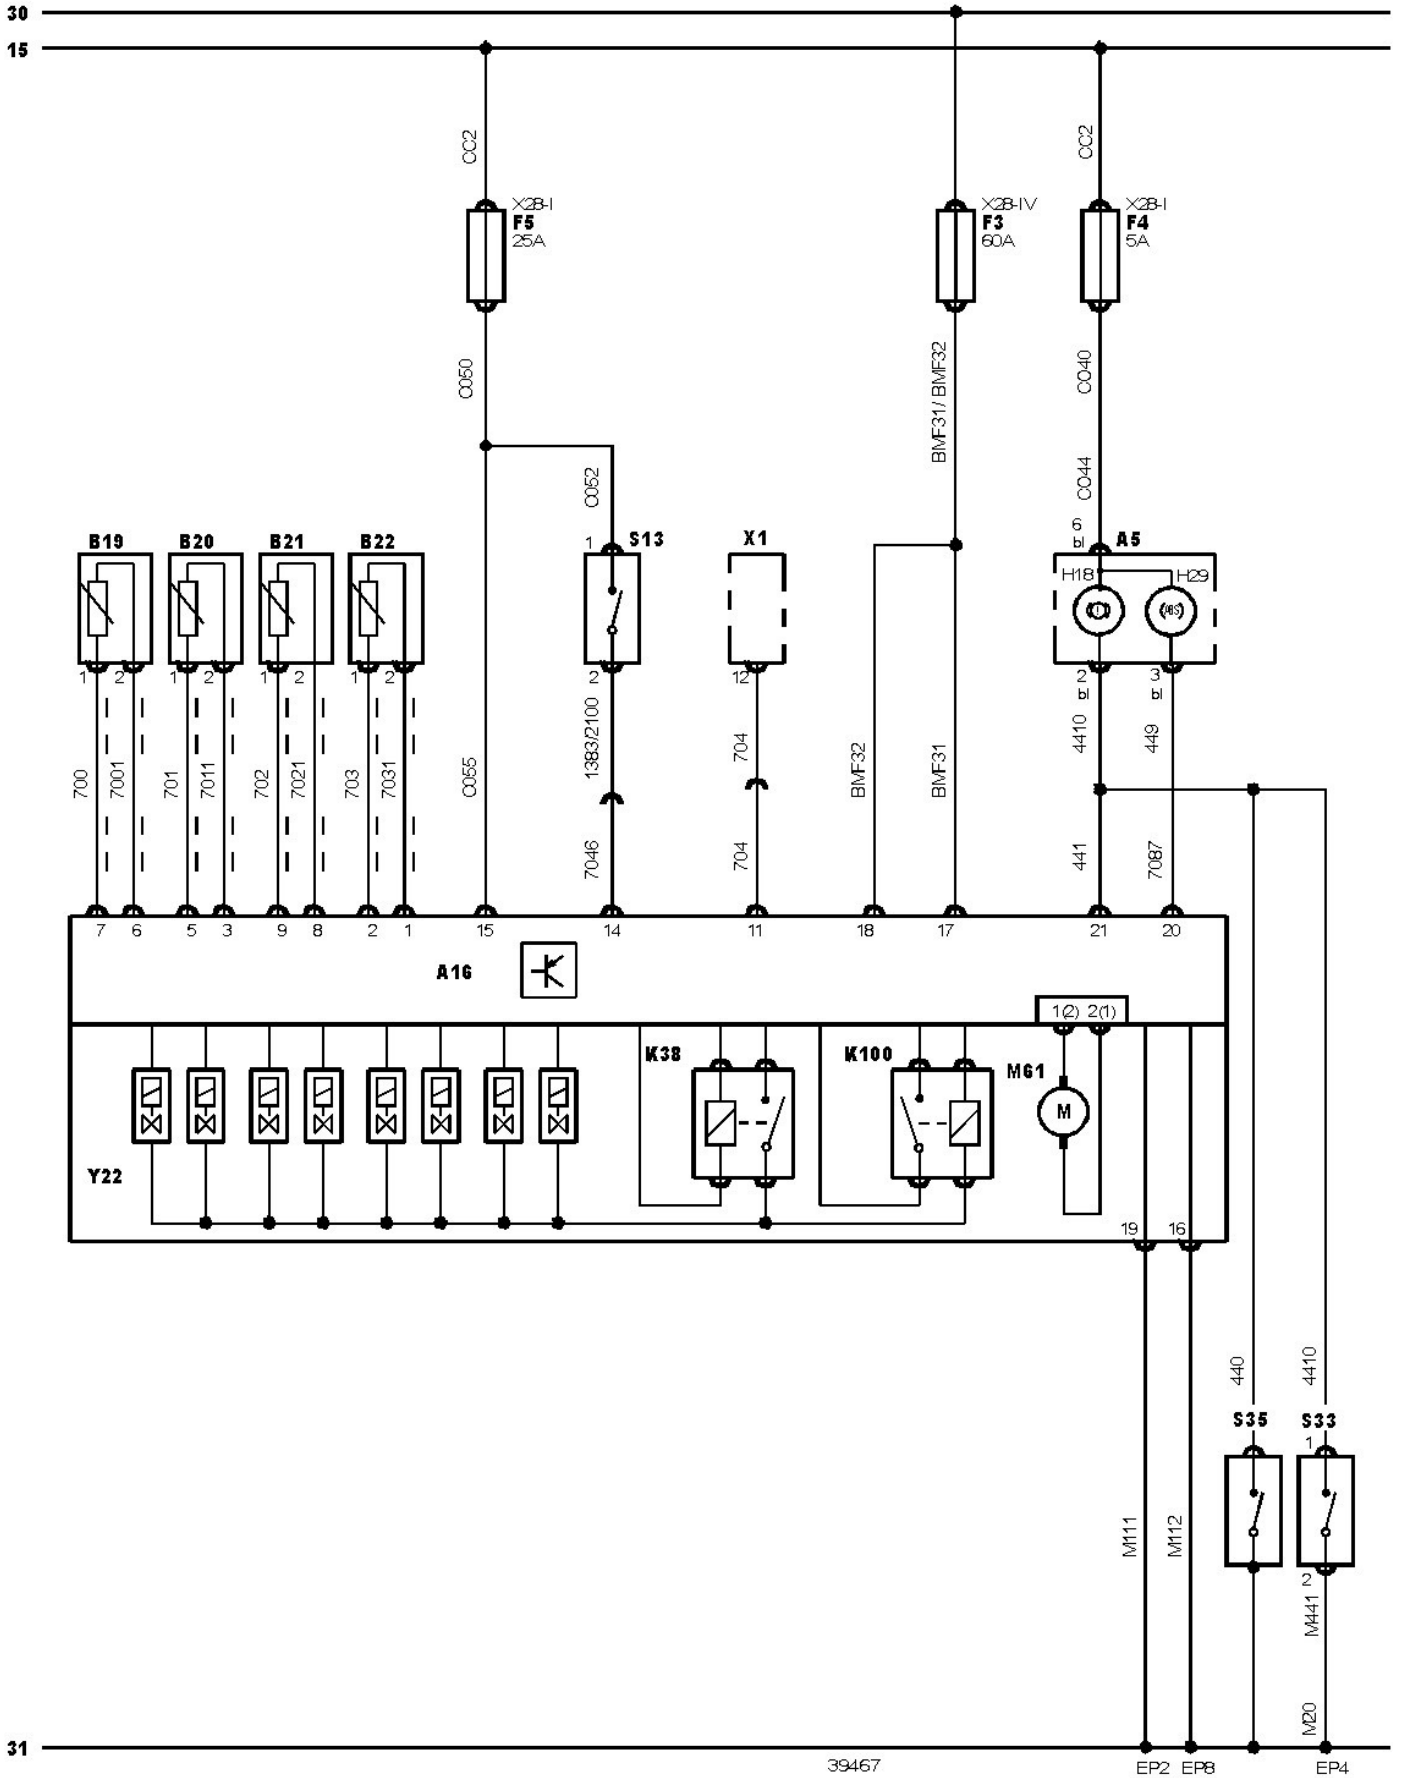 30
15
CC2
CC2
X28-I
F5
25A
X28-IV
F3
60A
X28-I
F4
5A
C050
BMF31/ BMF32
C040
C052
C044
6
bl
B19
B20
B21
B22
1
S13
X1
A5
H18
H29
(!)
(ABS)
1
2
1
2
1
2
1
2
2
12
2
bl
3
bl
700
7001
701
7011
702
7021
703
7031
C055
1383/2100
704
BMF32
BMF31
4410
449
7046
704
441
7087
7
6
5
3
9
8
2
1
15
14
11
18
17
21
20
A16
1(2)
2(1)
K38
K100
M61
M
Y22
19
16
440
4410
S35
S33
1
M111
M112
2
M441
M20
31
39467
EP2
EP8
EP4